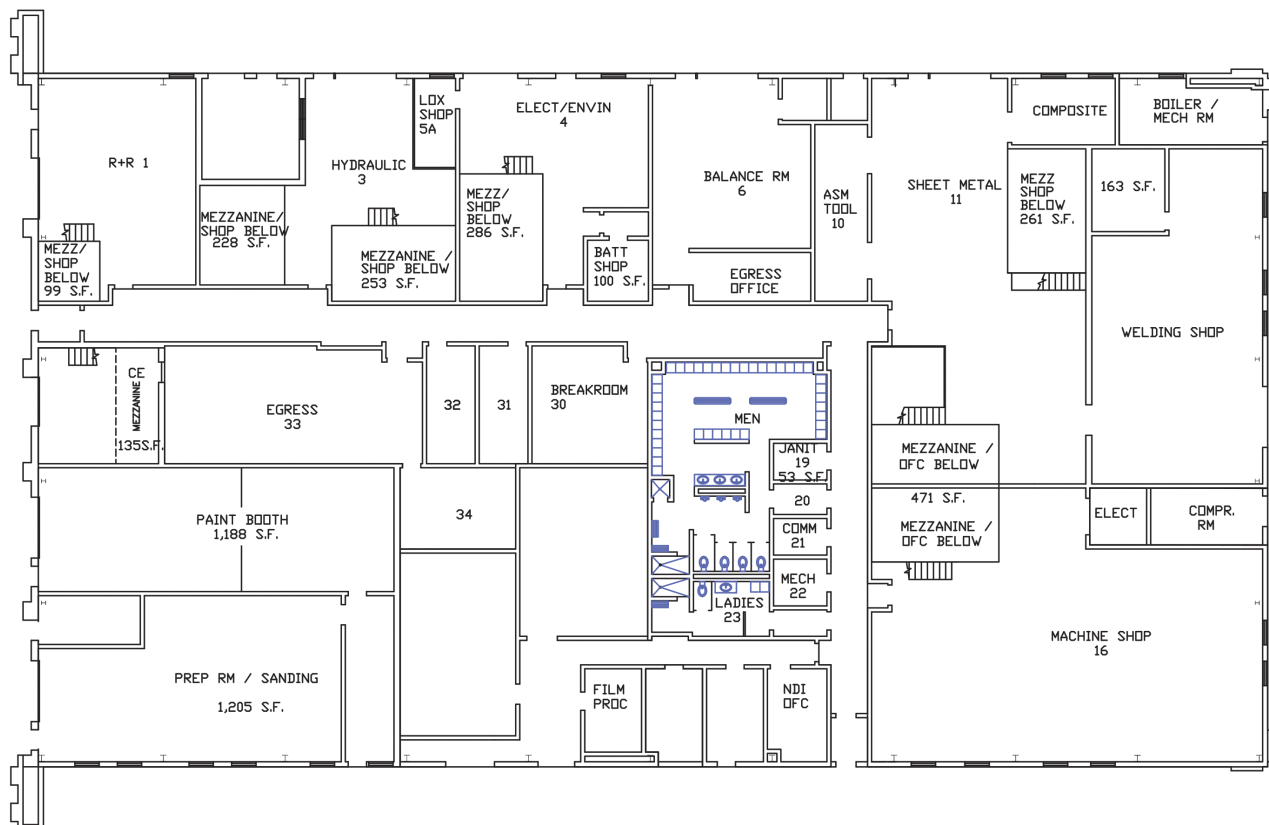 R+R 1
MEZZ/
SHOP
BELOW
99 S.F.
MEZZANINE/
SHOP BELOW
228 S.F.
HYDRAULIC
3
LOX
SHOP
5A
MEZZANINE /
SHOP BELOW
253 S.F.
ELECT/ENVIN
4
MEZZ/
SHOP
BELOW
286 S.F.
BATT
SHOP
100 S.F.
BALANCE RM
6
EGRESS
OFFICE
ASM
TOOL
10
SHEET METAL
11
COMPOSITE
BOILER /
MECH RM
MEZZ
SHOP
BELOW
261 S.F.
163 S.F.
WELDING SHOP
CE
MEZZANINE
135S.F.
EGRESS
33
32
31
BREAKROOM
30
MEN
JANIT
19
53 S.F.
20
COMM
21
MECH
22
LADIES
23
MEZZANINE /
OFC BELOW
471 S.F.
MEZZANINE /
OFC BELOW
ELECT
COMPR.
RM
PAINT BOOTH
1,188 S.F.
34
MACHINE SHOP
16
PREP RM / SANDING
1,205 S.F.
FILM
PROC
NDI
OFC